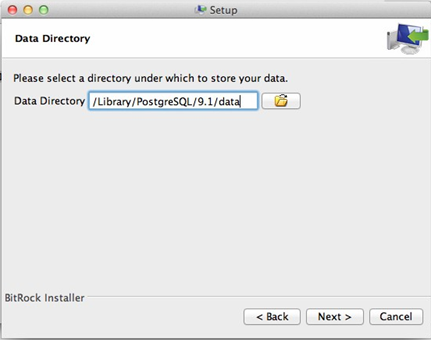 Setup
Data Directory
Please select a directory under which to store your data.
Data Directory /Library/PostgreSQL/9.1/data
BitRock Installer
< Back Next > Cancel